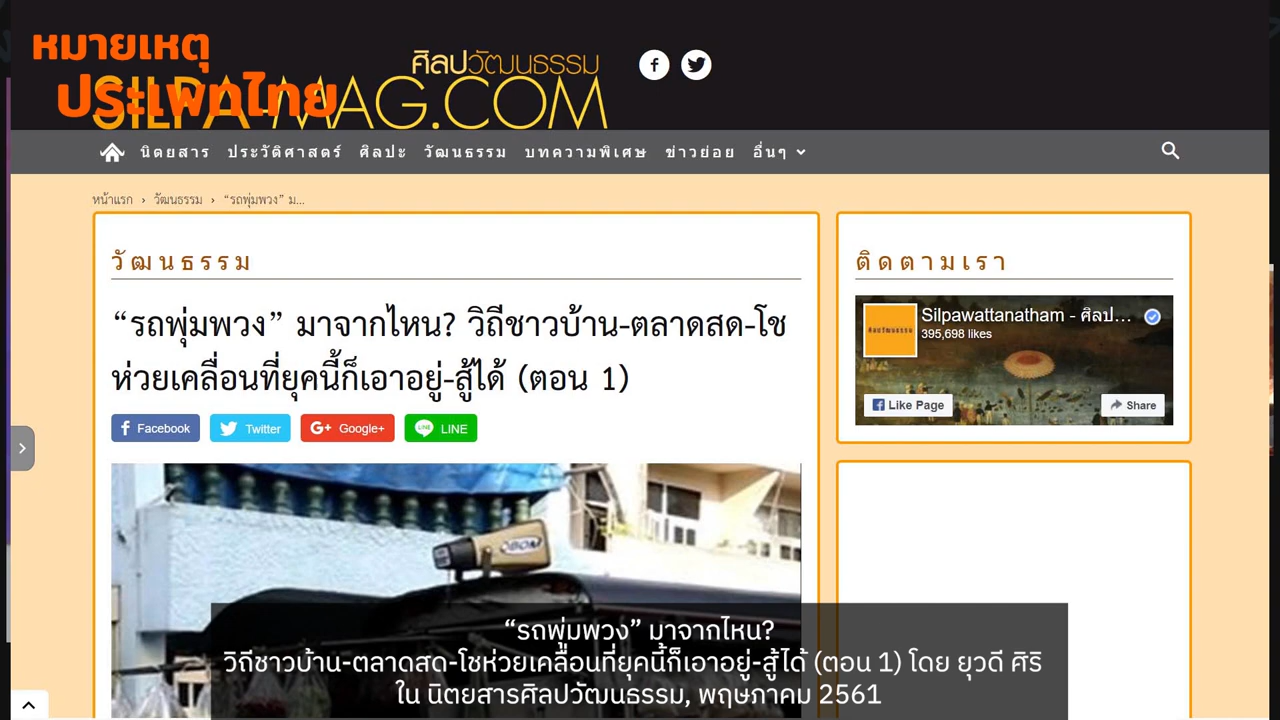 หมายเหตุ
ประเพทไทย
ศิลปวัฒนธรรม
SILPA-MAG.COM
นิตยสาร ประวัติศาสตร์ ศิลปะ วัฒนธรรม บทความพิเศษ ข่าวย่อย อื่นๆ
หน้าแรก › วัฒนธรรม › “รถพุ่มพวง” ม...
วัฒนธรรม
“รถพุ่มพวง” มาจากไหน? วิถีชาวบ้าน-ตลาดสด-โช
ห่วยเคลื่อนที่ยุคนี้ก็เอาอยู่-สู้ได้ (ตอน 1)
Facebook Twitter Google+ LINE
OBOM
ติดตามเรา
ศิลปวัฒนธรรม
Silpawattanatham - ศิลป...
395,698 likes
Like Page Share
“รถพุ่มพวง” มาจากไหน?
วิถีชาวบ้าน-ตลาดสด-โชห่วยเคลื่อนที่ยุคนี้ก็เอาอยู่-สู้ได้ (ตอน 1) โดย ยุวดี ศิริ
ใน นิตยสารศิลปวัฒนธรรม, พฤษภาคม 2561